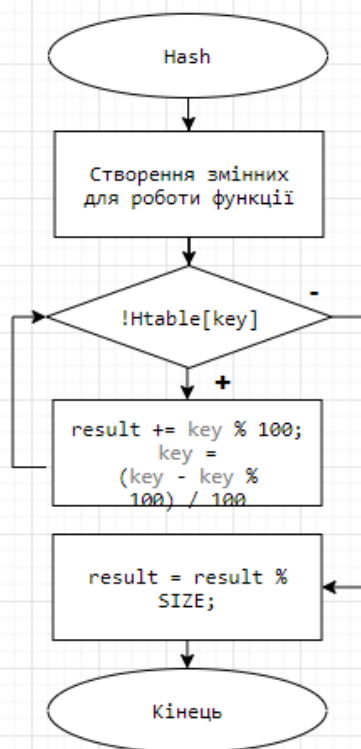 Hash
Створення змінних
для роботи функції
!Htable[key]
-
+
result += key % 100;
key =
(key - key %
100) / 100
result = result %
SIZE;
Кінець